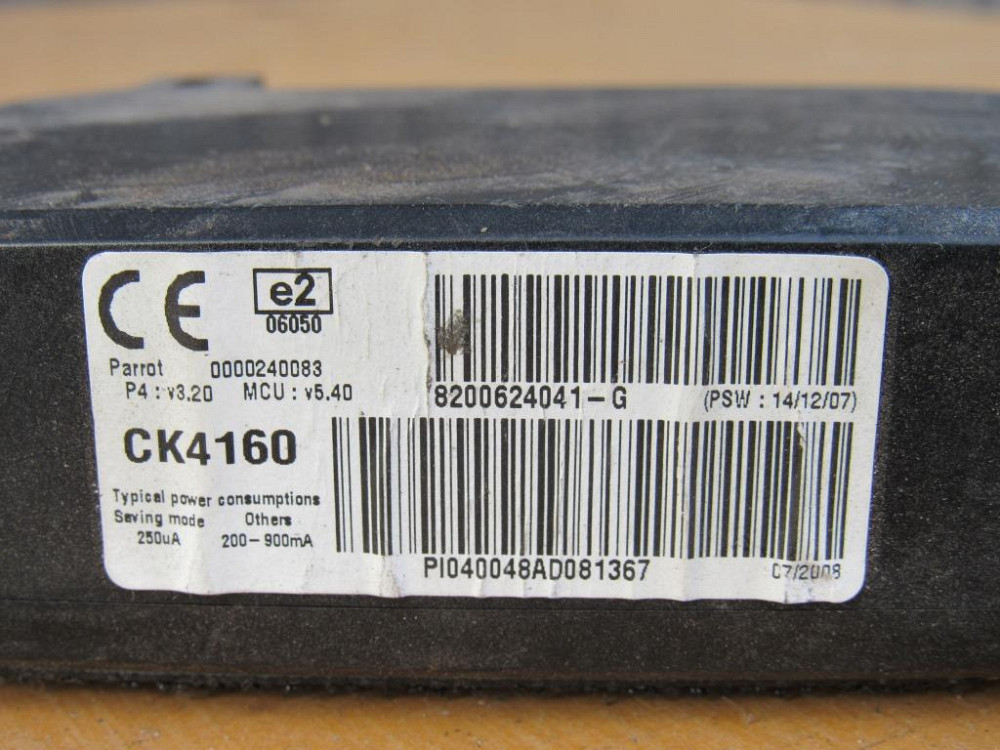 CE e2
06050
Parrot 0000240083
P4 : v3.20 MCU : v5.40
8200624041-G (PSW : 14/12/07)
CK4160
Typical power consumptions
Saving mode Others
250uA 200-900mA
PI040048AD081367 07/2008